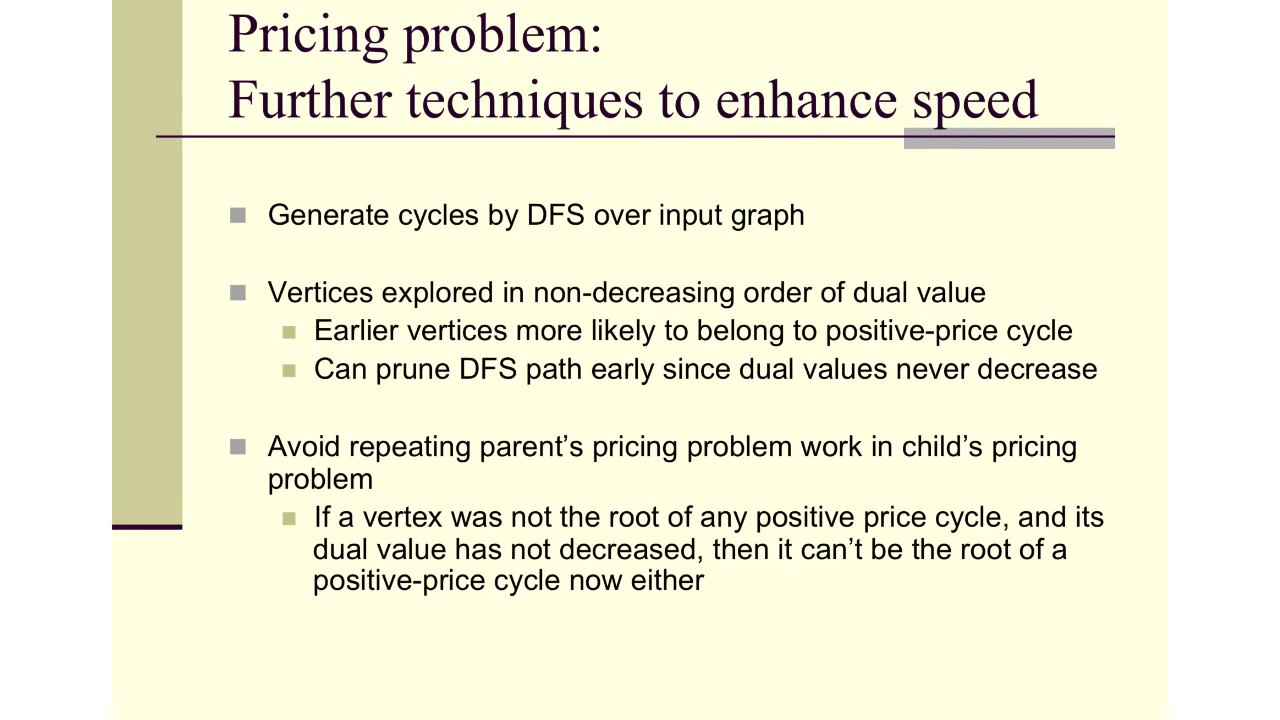 Pricing problem:
Further techniques to enhance speed
Generate cycles by DFS over input graph
Vertices explored in non-decreasing order of dual value
Earlier vertices more likely to belong to positive-price cycle
Can prune DFS path early since dual values never decrease
Avoid repeating parent’s pricing problem work in child’s pricing
problem
If a vertex was not the root of any positive price cycle, and its
dual value has not decreased, then it can’t be the root of a
positive-price cycle now either